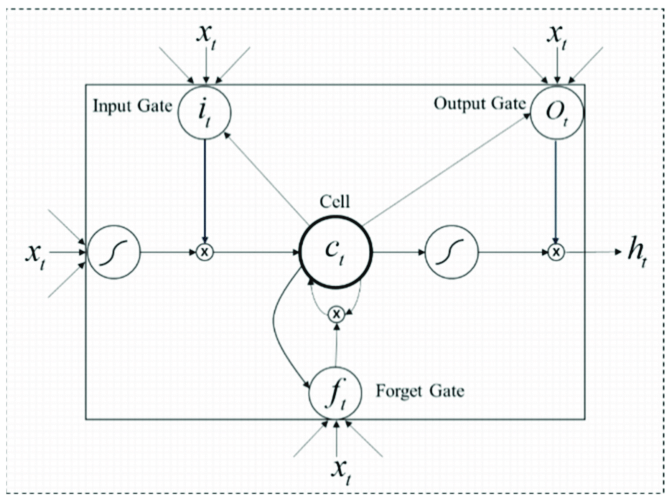 x_t x_t
Input Gate i_t Output Gate O_t
Cell
x_t x c_t x h_t
x
f_t Forget Gate
x_t